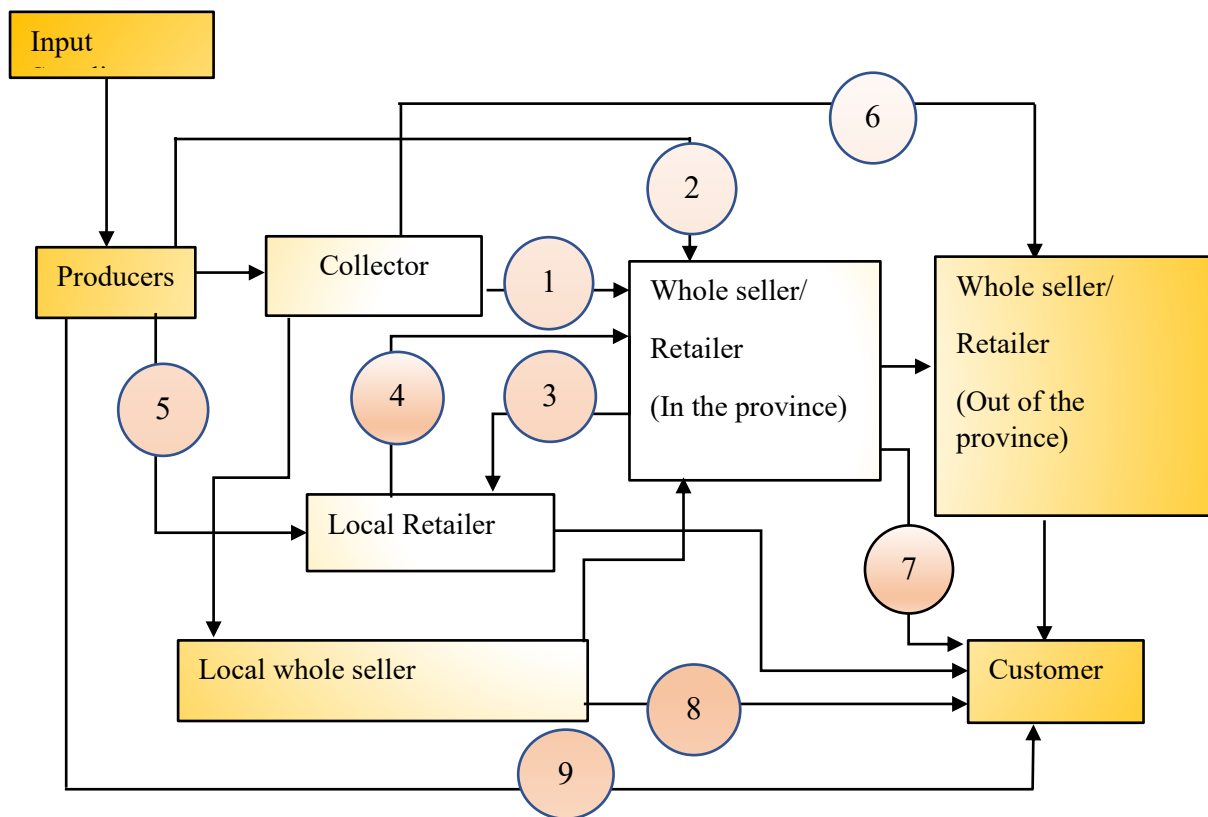 Input
6
2
Producers
Collector
1
Whole seller/
Retailer
(In the province)
Whole seller/
Retailer
(Out of the
province)
5
4
3
Local Retailer
7
Local whole seller
Customer
8
9